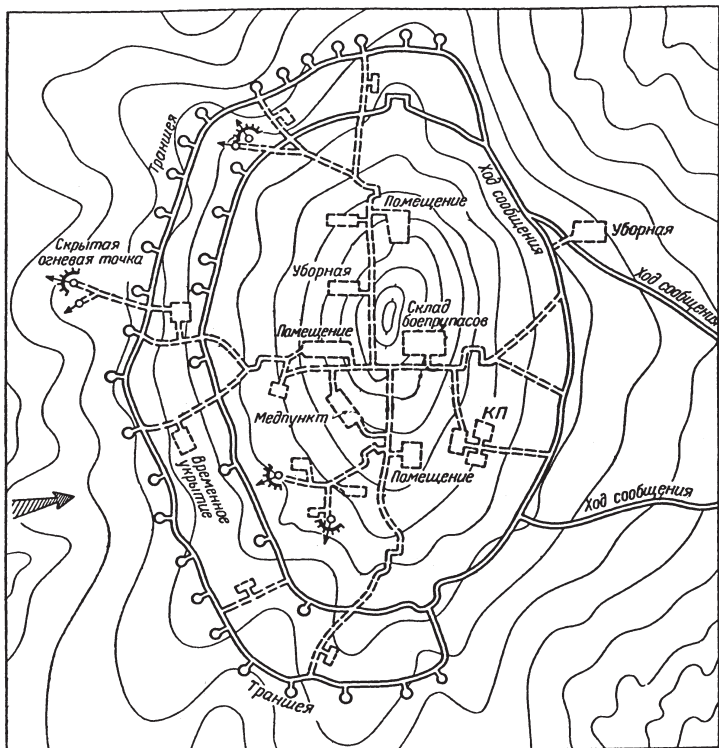 Траншея
Ход сообщения
Помещение
Уборная
Скрытая
огневая точка
Уборная
Ход сообщения
Склад
боеприпасов
Помещение
КП
Медпункт
Временное
укрытие
Помещение
Ход сообщения
Траншея